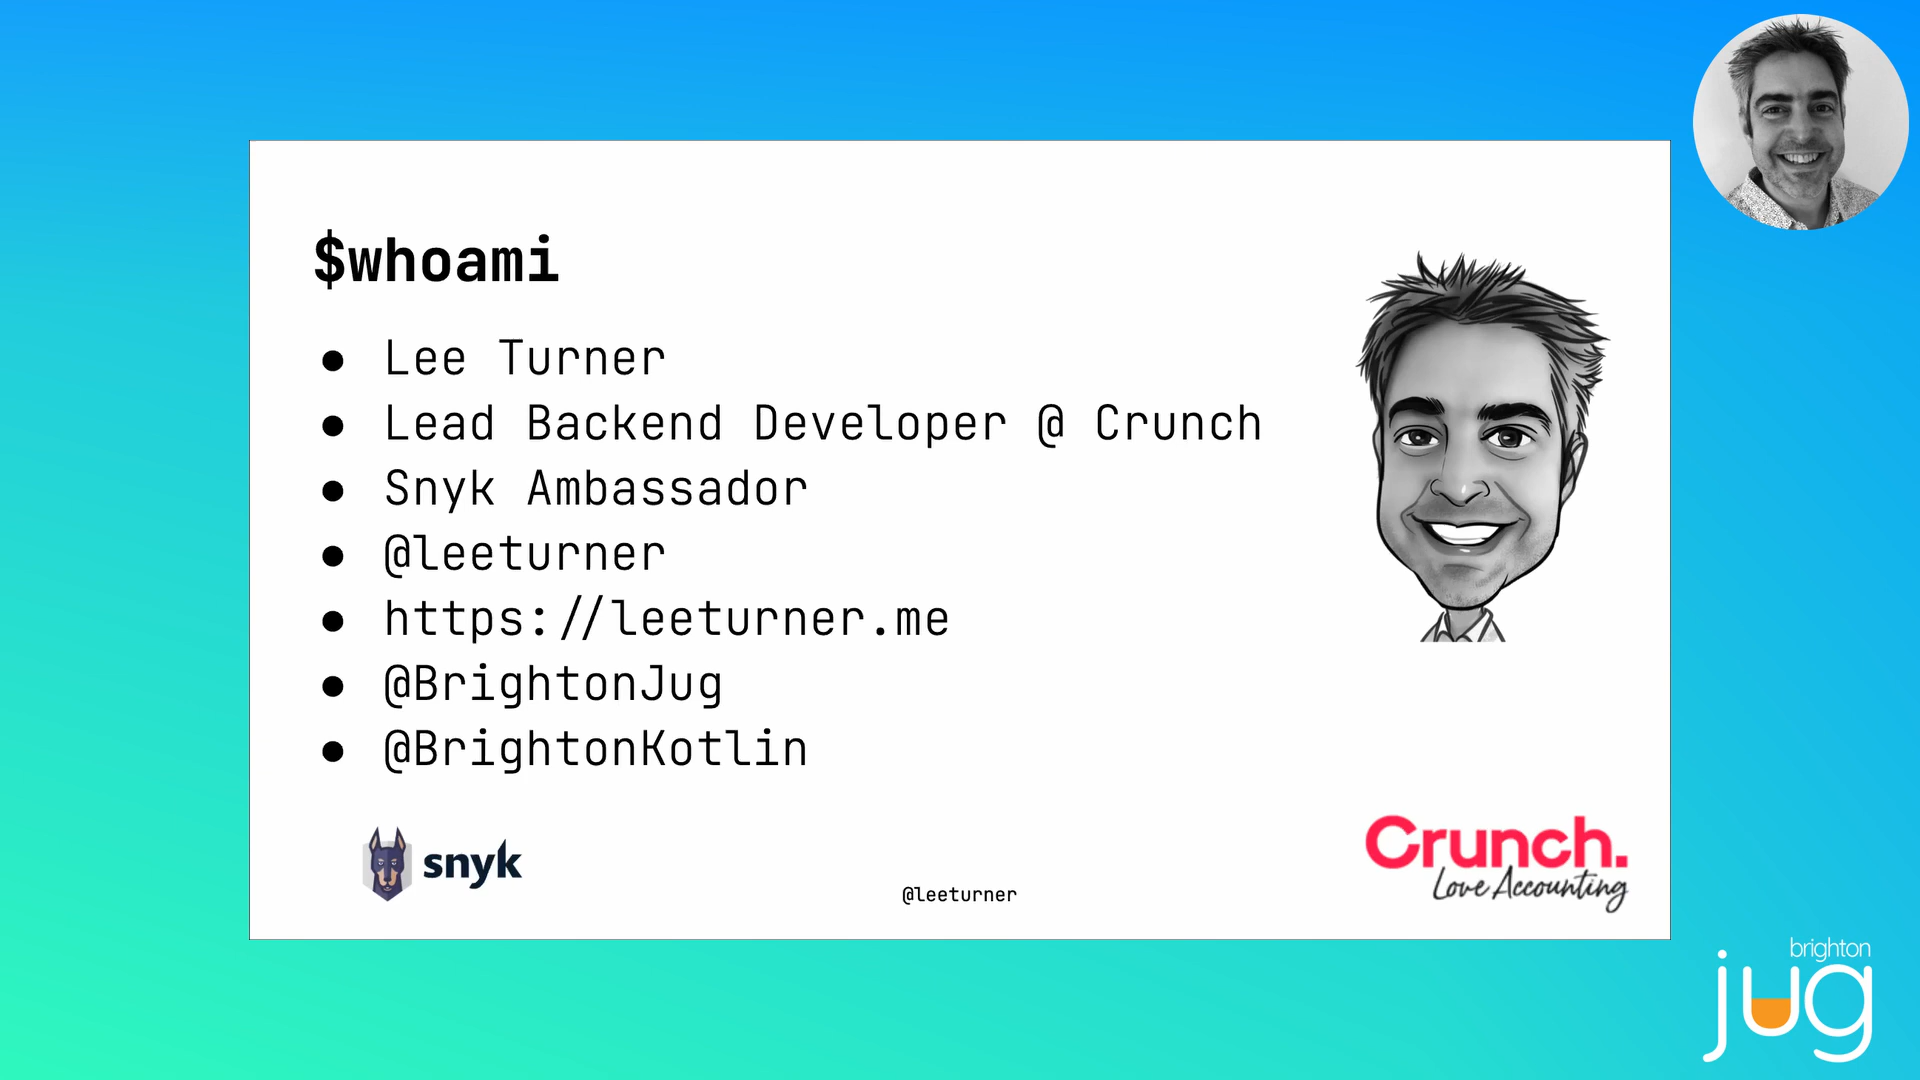 $whoami
● Lee Turner
● Lead Backend Developer @ Crunch
● Snyk Ambassador
● @leeturner
● https://leeturner.me
● @BrightonJug
● @BrightonKotlin
snyk
@leeturner
Crunch.
Love Accounting
brighton
jug